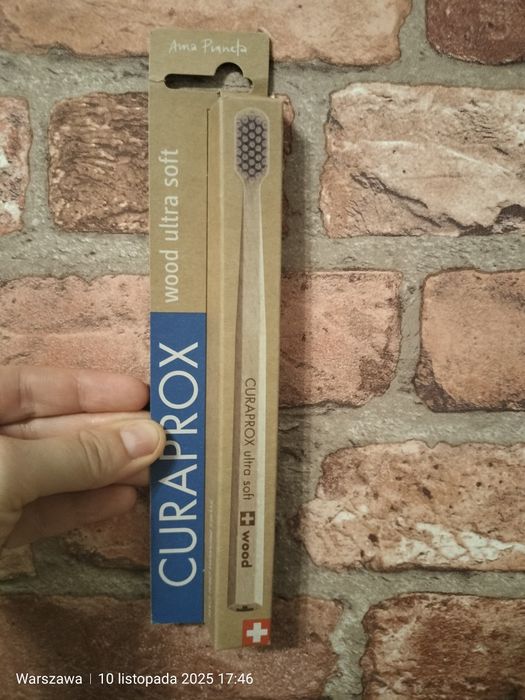 Ama Pianeta
wood ultra soft
CURAPROX
CURAPROX ultra soft wood
Warszawa | 10 listopada 2025 17:46